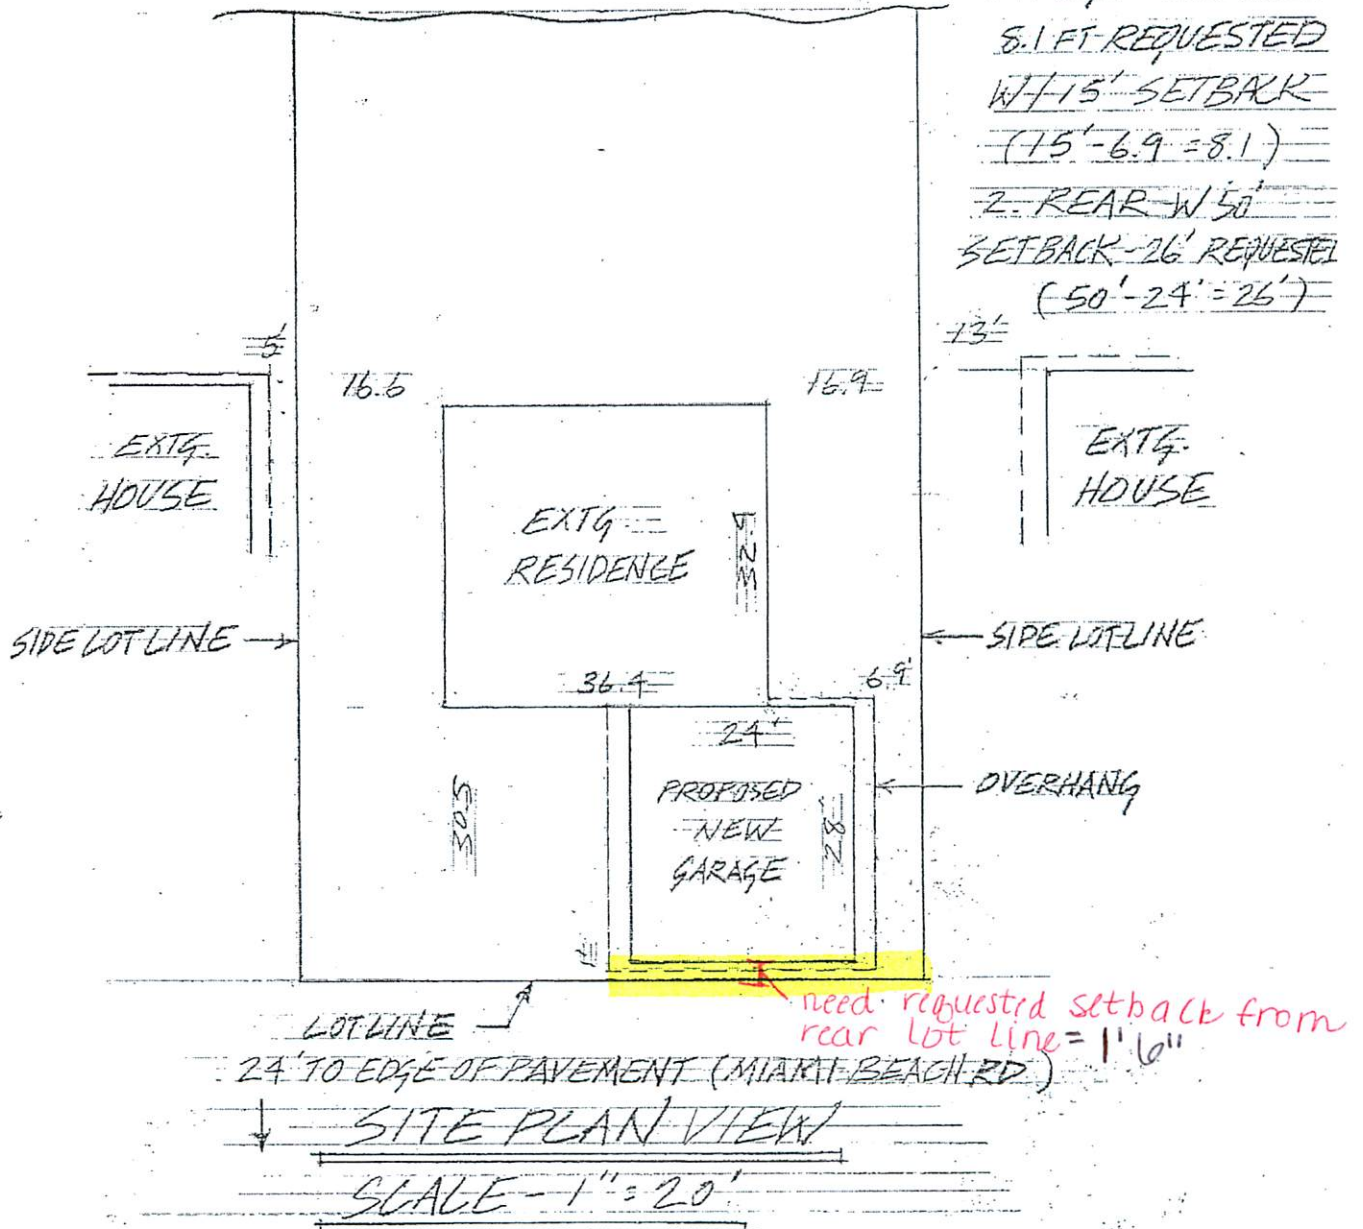 8.1 FT REQUESTED
W/15' SETBACK
(15'-6.9=8.1)
2. REAR W 50'
SETBACK-26' REQUESTED
(50'-24'=26')
5'
13'
16.6
16.9
EXTG.
HOUSE
EXTG.
HOUSE
EXTG
RESIDENCE
SIDE LOT LINE
SIDE LOT LINE
36.4
6.9'
24'
30.5
PROPOSED
NEW
GARAGE
28'
OVERHANG
1'
need requested setback from
rear lot line = 1'6"
LOT LINE
24' TO EDGE OF PAVEMENT (MIAMI BEACH RD)
SITE PLAN VIEW
SCALE - 1" = 20'